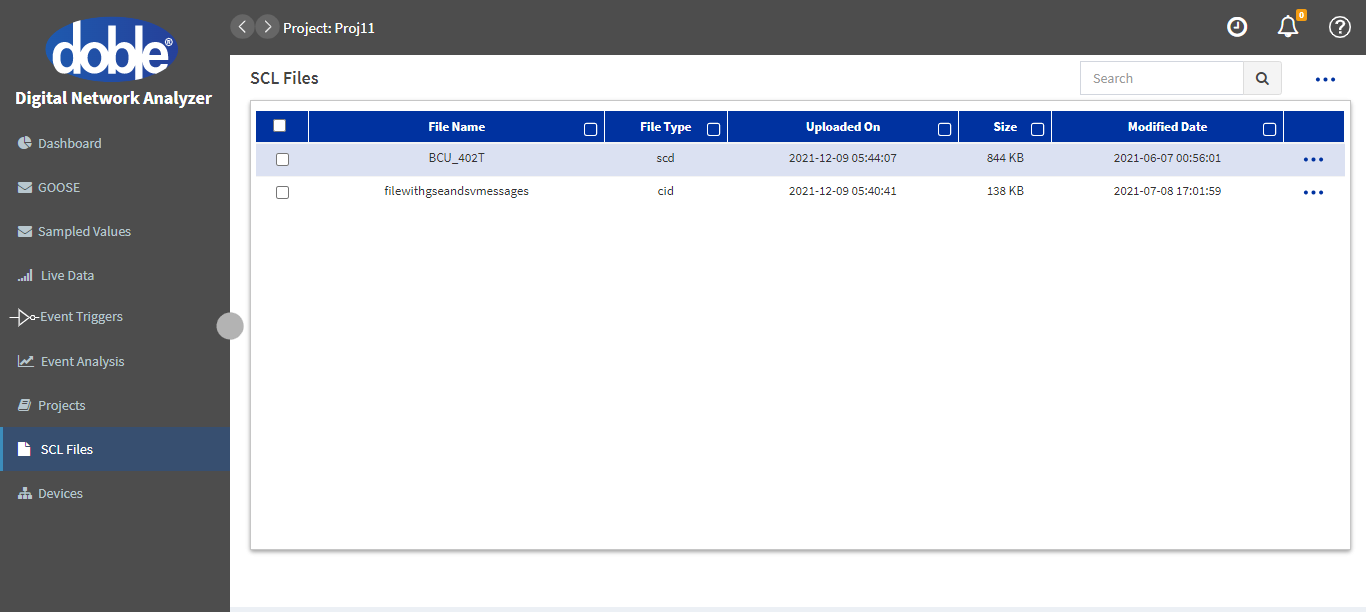 doble®
Digital Network Analyzer
Dashboard
GOOSE
Sampled Values
Live Data
Event Triggers
Event Analysis
Projects
SCL Files
Devices
Project: Proj11
0
SCL Files
Search
File Name File Type Uploaded On Size Modified Date
BCU_402T scd 2021-12-09 05:44:07 844 KB 2021-06-07 00:56:01
filewithgseandsvmessages cid 2021-12-09 05:40:41 138 KB 2021-07-08 17:01:59